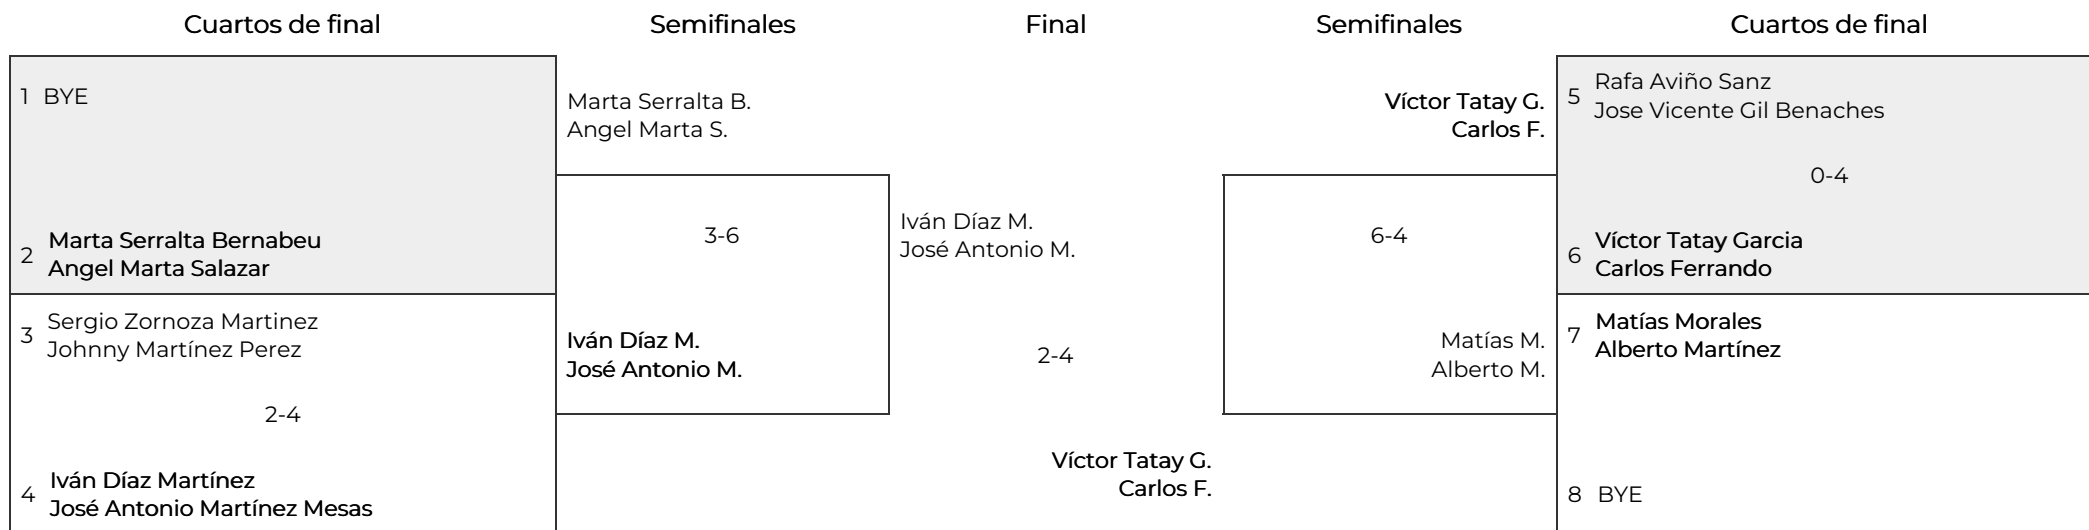 Cuartos de final
Semifinales
Final
Semifinales
Cuartos de final
1 BYE
2 Marta Serralta Bernabeu
Angel Marta Salazar
3 Sergio Zornoza Martinez
Johnny Martínez Perez
2-4
4 Iván Díaz Martínez
José Antonio Martínez Mesas
Marta Serralta B.
Angel Marta S.
3-6
Iván Díaz M.
José Antonio M.
Iván Díaz M.
José Antonio M.
2-4
Víctor Tatay G.
Carlos F.
Víctor Tatay G.
Carlos F.
6-4
Matías M.
Alberto M.
5 Rafa Aviño Sanz
Jose Vicente Gil Benaches
0-4
6 Víctor Tatay Garcia
Carlos Ferrando
7 Matías Morales
Alberto Martínez
8 BYE